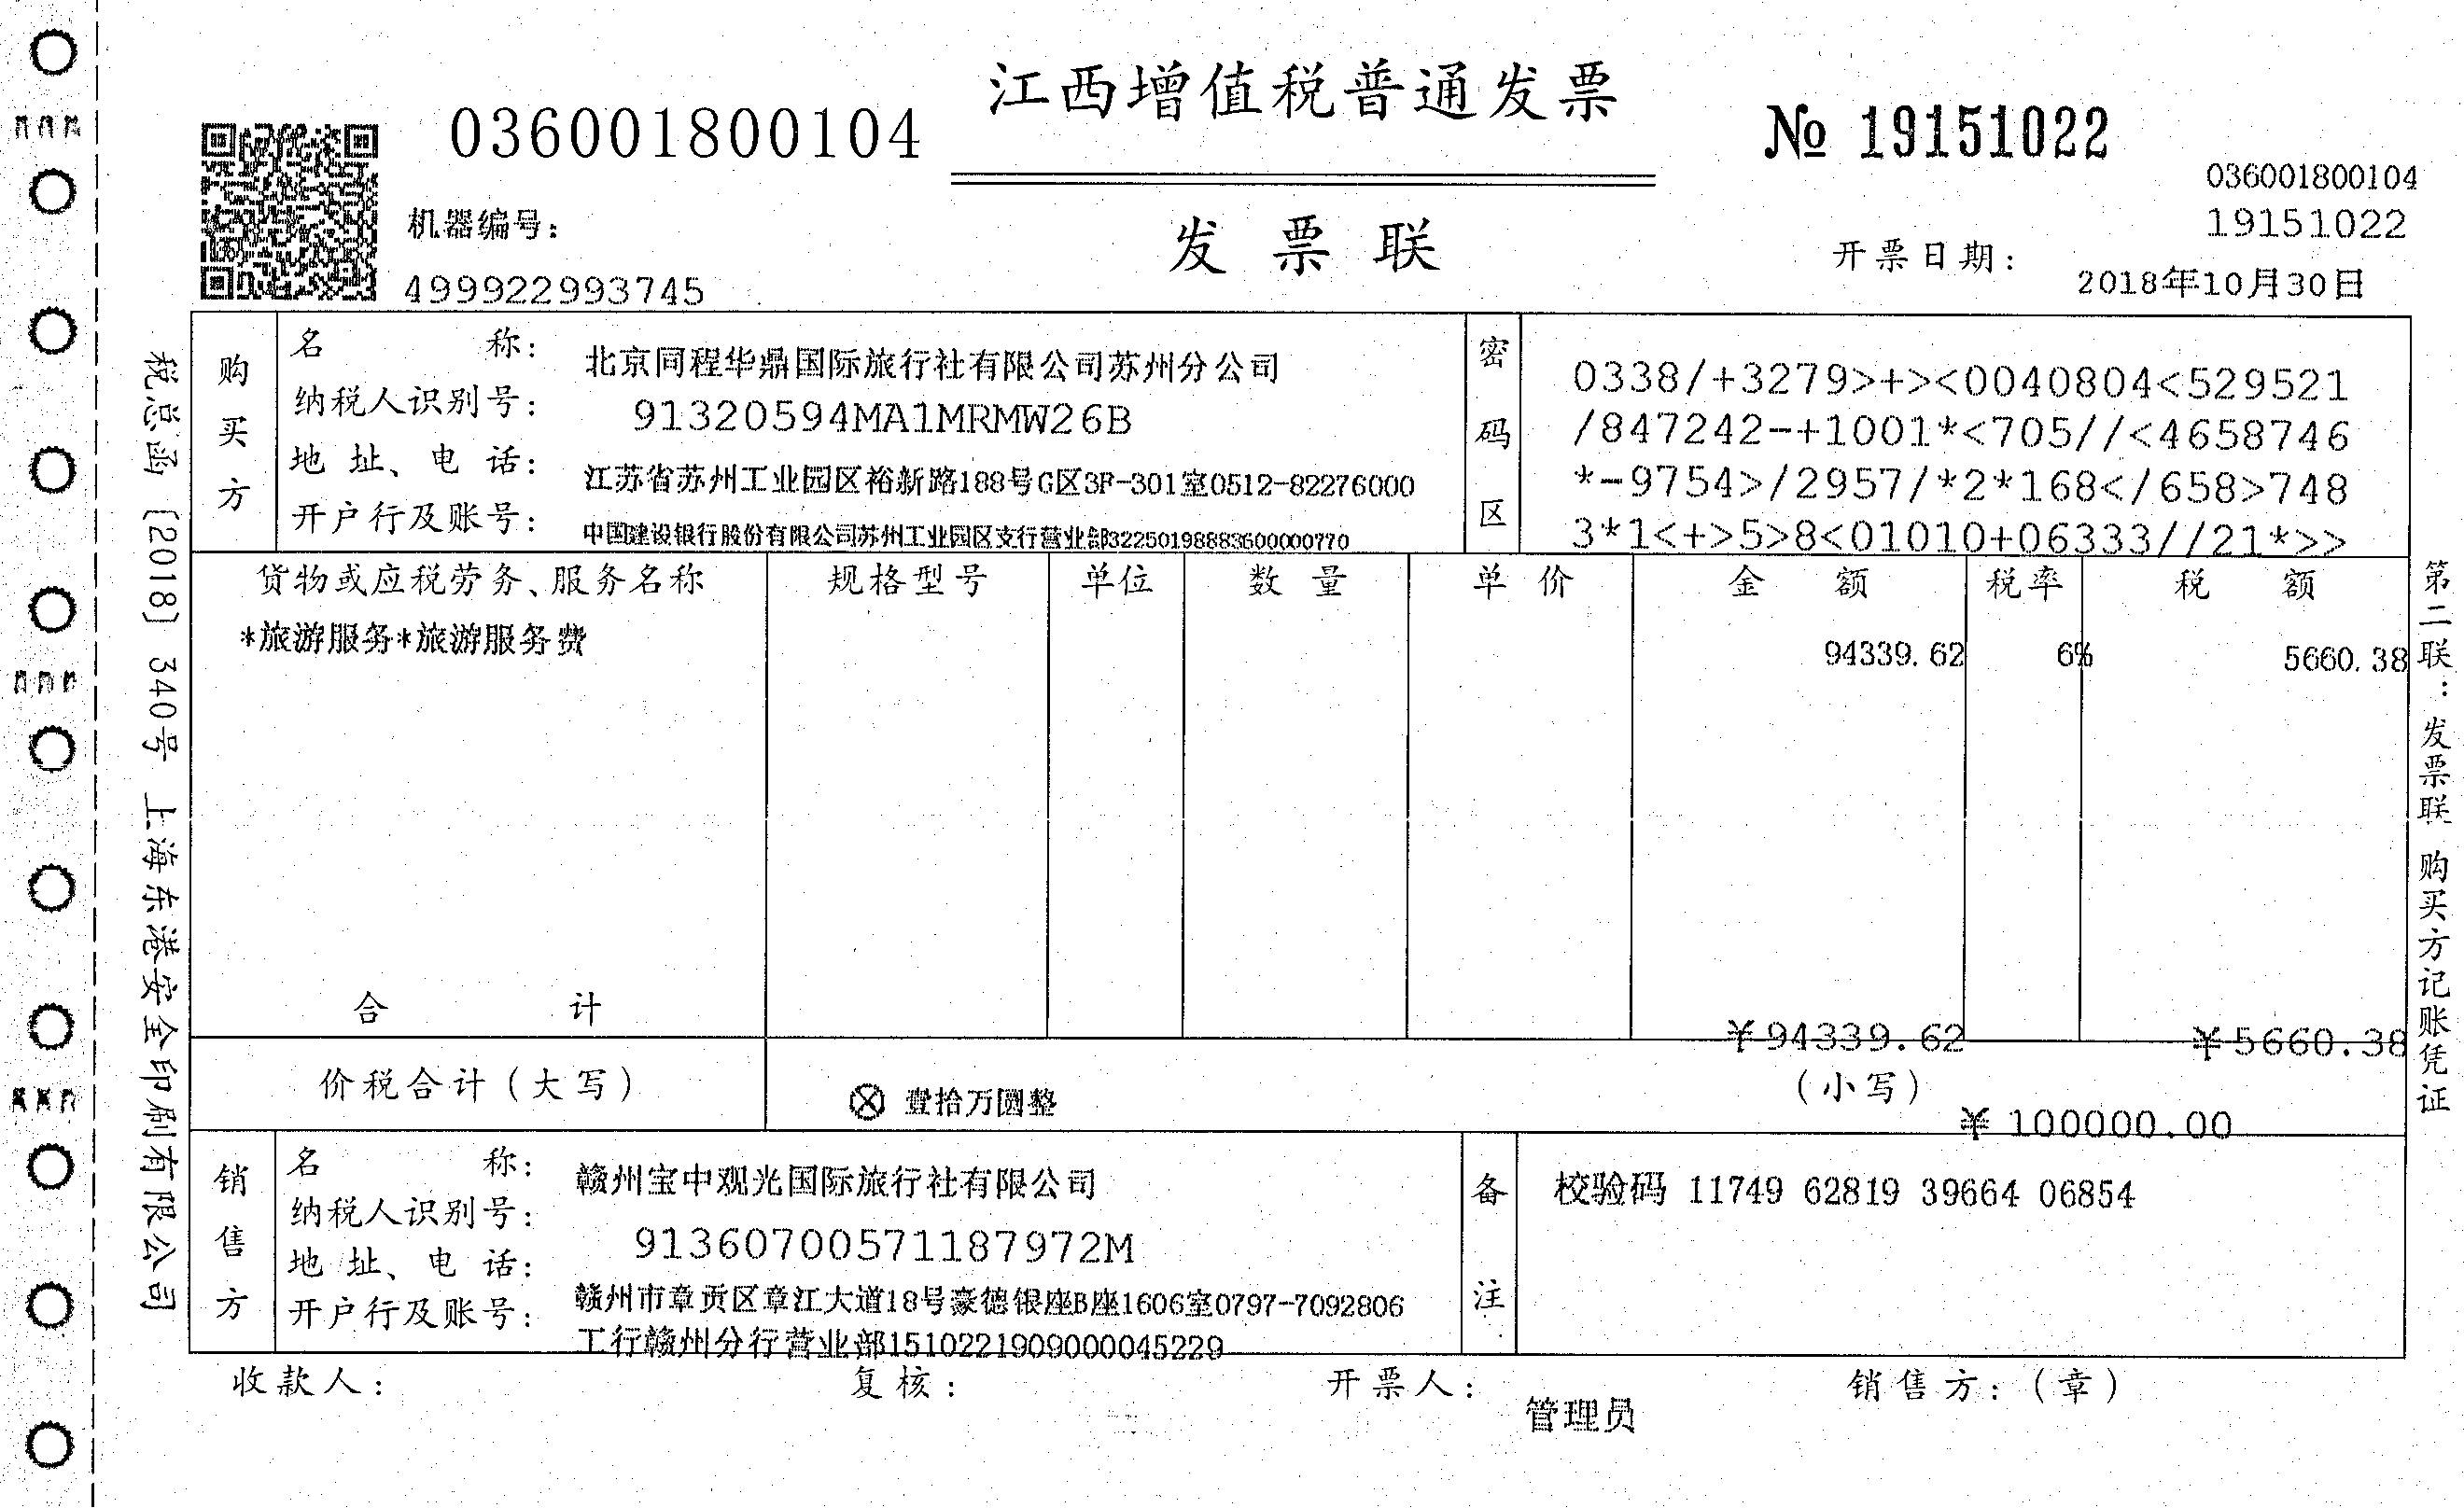 江西增值税普通发票
036001800104
№ 19151022
036001800104
19151022
机器编号:
499922993745
发票联
开票日期:
2018年10月30日
税总函〔2018〕340号 上海东港安全印刷有限公司
购买方
名称: 北京同程华鼎国际旅行社有限公司苏州分公司
纳税人识别号: 91320594MA1MRMW26B
地址、电话: 江苏省苏州工业园区裕新路188号G区3F-301室0512-82276000
开户行及账号: 中国建设银行股份有限公司苏州工业园区支行营业部32250198883600000770
密码区
0338/+3279>+><0040804<529521
/847242-+1001*<705//<4658746
*-9754>/2957/*2*168</658>748
3*1<+>5>8<01010+06333//21*>>
货物或应税劳务、服务名称 规格型号 单位 数量 单价 金额 税率 税额
*旅游服务*旅游服务费 94339.62 6% 5660.38
合计 ¥94339.62 ¥5660.38
价税合计(大写) ⊗ 壹拾万圆整 (小写) ¥100000.00
销售方
名称: 赣州宝中观光国际旅行社有限公司
纳税人识别号: 91360700571187972M
地址、电话: 赣州市章贡区章江大道18号豪德银座B座1606室0797-7092806
开户行及账号: 工行赣州分行营业部1510221909000045229
备注
校验码 11749 62819 39664 06854
收款人: 复核: 开票人: 管理员 销售方:(章)
第二联:发票联 购买方记账凭证